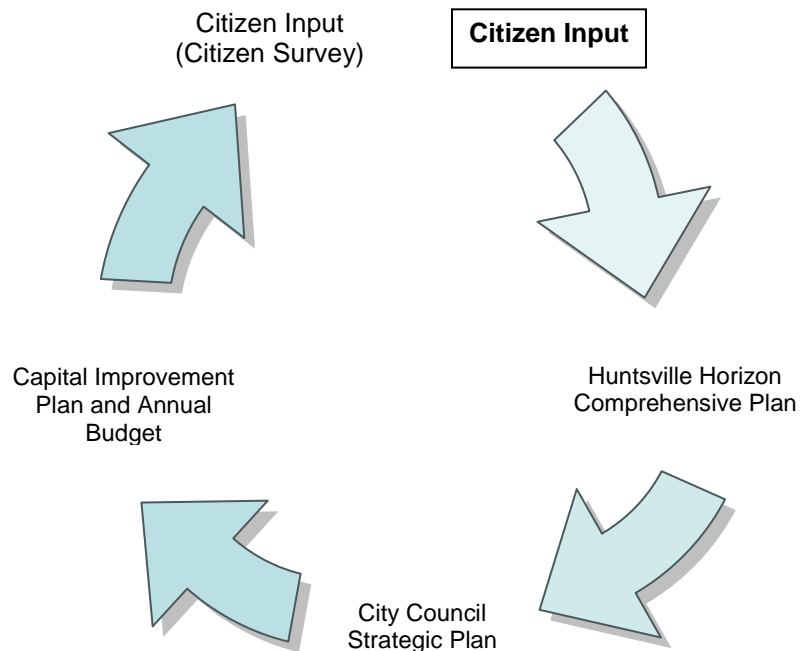 Citizen Input
(Citizen Survey)
Citizen Input
Huntsville Horizon
Comprehensive Plan
City Council
Strategic Plan
Capital Improvement
Plan and Annual
Budget